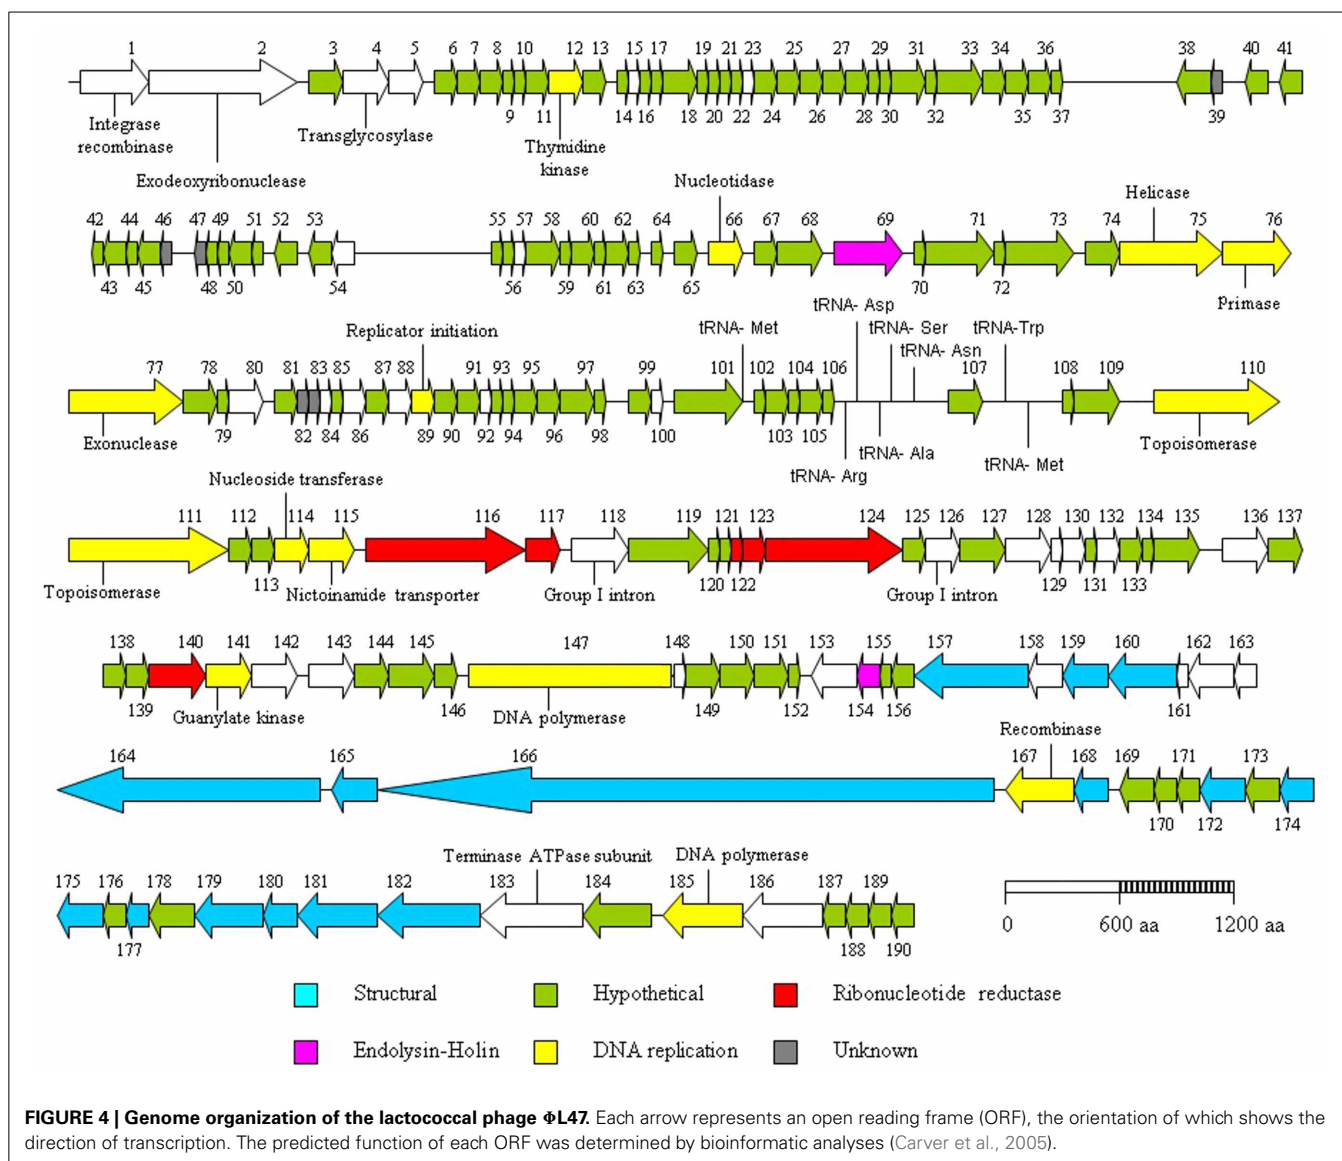 1 2 3 4 5 6 7 8 10 12 13 15 17 19 21 23 25 27 29 31 33 34 36 38 40 41
9 11 14 16 18 20 22 24 26 28 30 32 35 37 39
Integrase
recombinase
Exodeoxyribonuclease
Transglycosylase
Thymidine
kinase
Nucleotidase
Helicase
42 44 46 47 49 51 52 53 55 57 58 60 62 64 66 67 68 69 71 73 74 75 76
43 45 48 50 54 56 59 61 63 65 70 72
Primase
tRNA- Asp
Replicator initiation
tRNA- Met
tRNA- Ser
tRNA-Trp
tRNA- Asn
77 78 80 81 83 85 87 88 91 93 95 97 99 101 102 104 106 107 108 109 110
79 82 84 86 89 90 92 94 96 98 100 103 105
Exonuclease
Topoisomerase
tRNA- Ala
tRNA- Arg
tRNA- Met
Nucleoside transferase
111 112 114 115 116 117 118 119 121 123 124 125 126 127 128 130 132 134 135 136 137
113 120 122 129 131 133
Topoisomerase
Nictoinamide transporter
Group I intron
Group I intron
138 140 141 142 143 144 145 147 148 150 151 153 155 157 158 159 160 162 163
139 146 149 152 154 156 161
Guanylate kinase
DNA polymerase
Recombinase
164 165 166 167 168 169 171 173
170 172 174
Terminase ATPase subunit
DNA polymerase
175 176 178 179 180 181 182 183 184 185 186 187 189
177 188 190
0 600 aa 1200 aa
Structural
Hypothetical
Ribonucleotide reductase
Endolysin-Holin
DNA replication
Unknown
FIGURE 4 | Genome organization of the lactococcal phage ΦL47. Each arrow represents an open reading frame (ORF), the orientation of which shows the
direction of transcription. The predicted function of each ORF was determined by bioinformatic analyses (Carver et al., 2005).